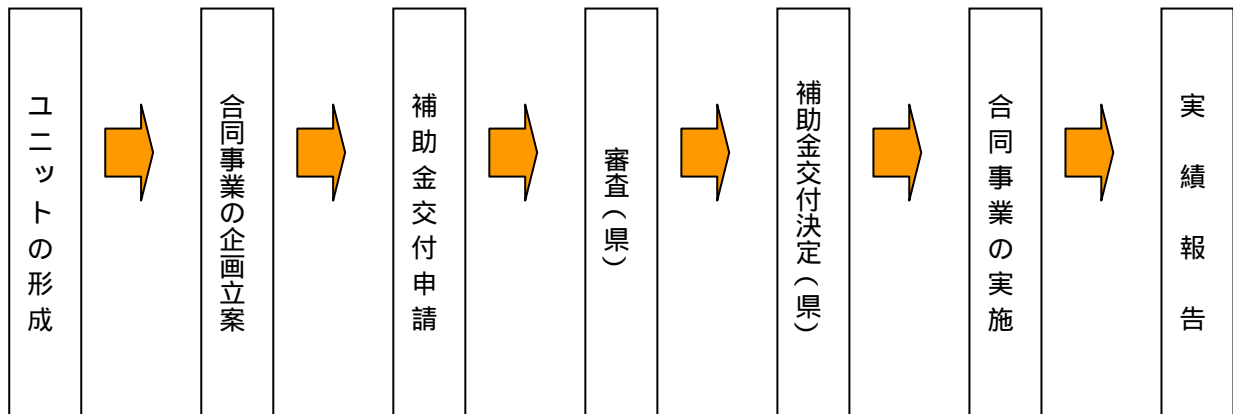 ユニットの形成
合同事業の企画立案
補助金交付申請
審査(県)
補助金交付決定(県)
合同事業の実施
実績報告